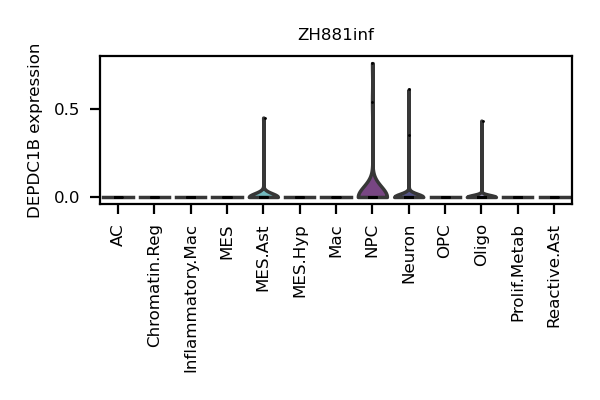 ZH881inf
DEPDC1B expression
0.5
0.0
AC
Chromatin.Reg
Inflammatory.Mac
MES
MES.Ast
MES.Hyp
Mac
NPC
Neuron
OPC
Oligo
Prolif.Metab
Reactive.Ast